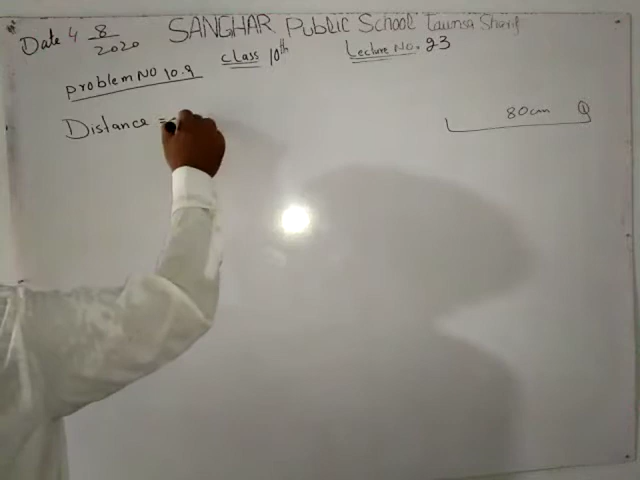 SANGHAR Public School Taunsa Sharif
Date 4 8/2020
class 10th
Lecture No. 23
problem NO 10.9
Distance =
80cm